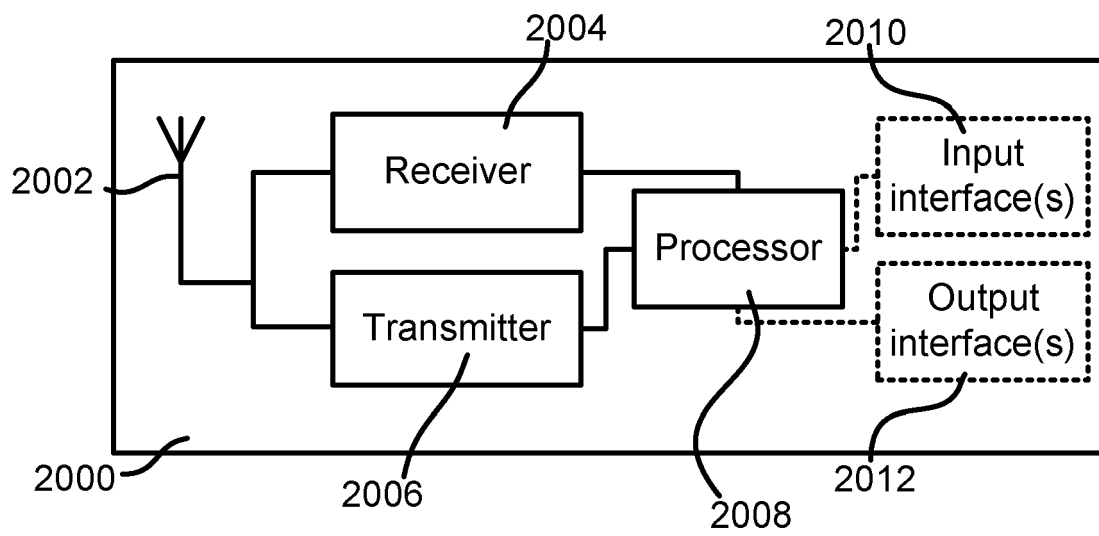 2004
2010
Receiver
Input
interface(s)
2002
Processor
Output
interface(s)
Transmitter
2000
2006
2008
2012